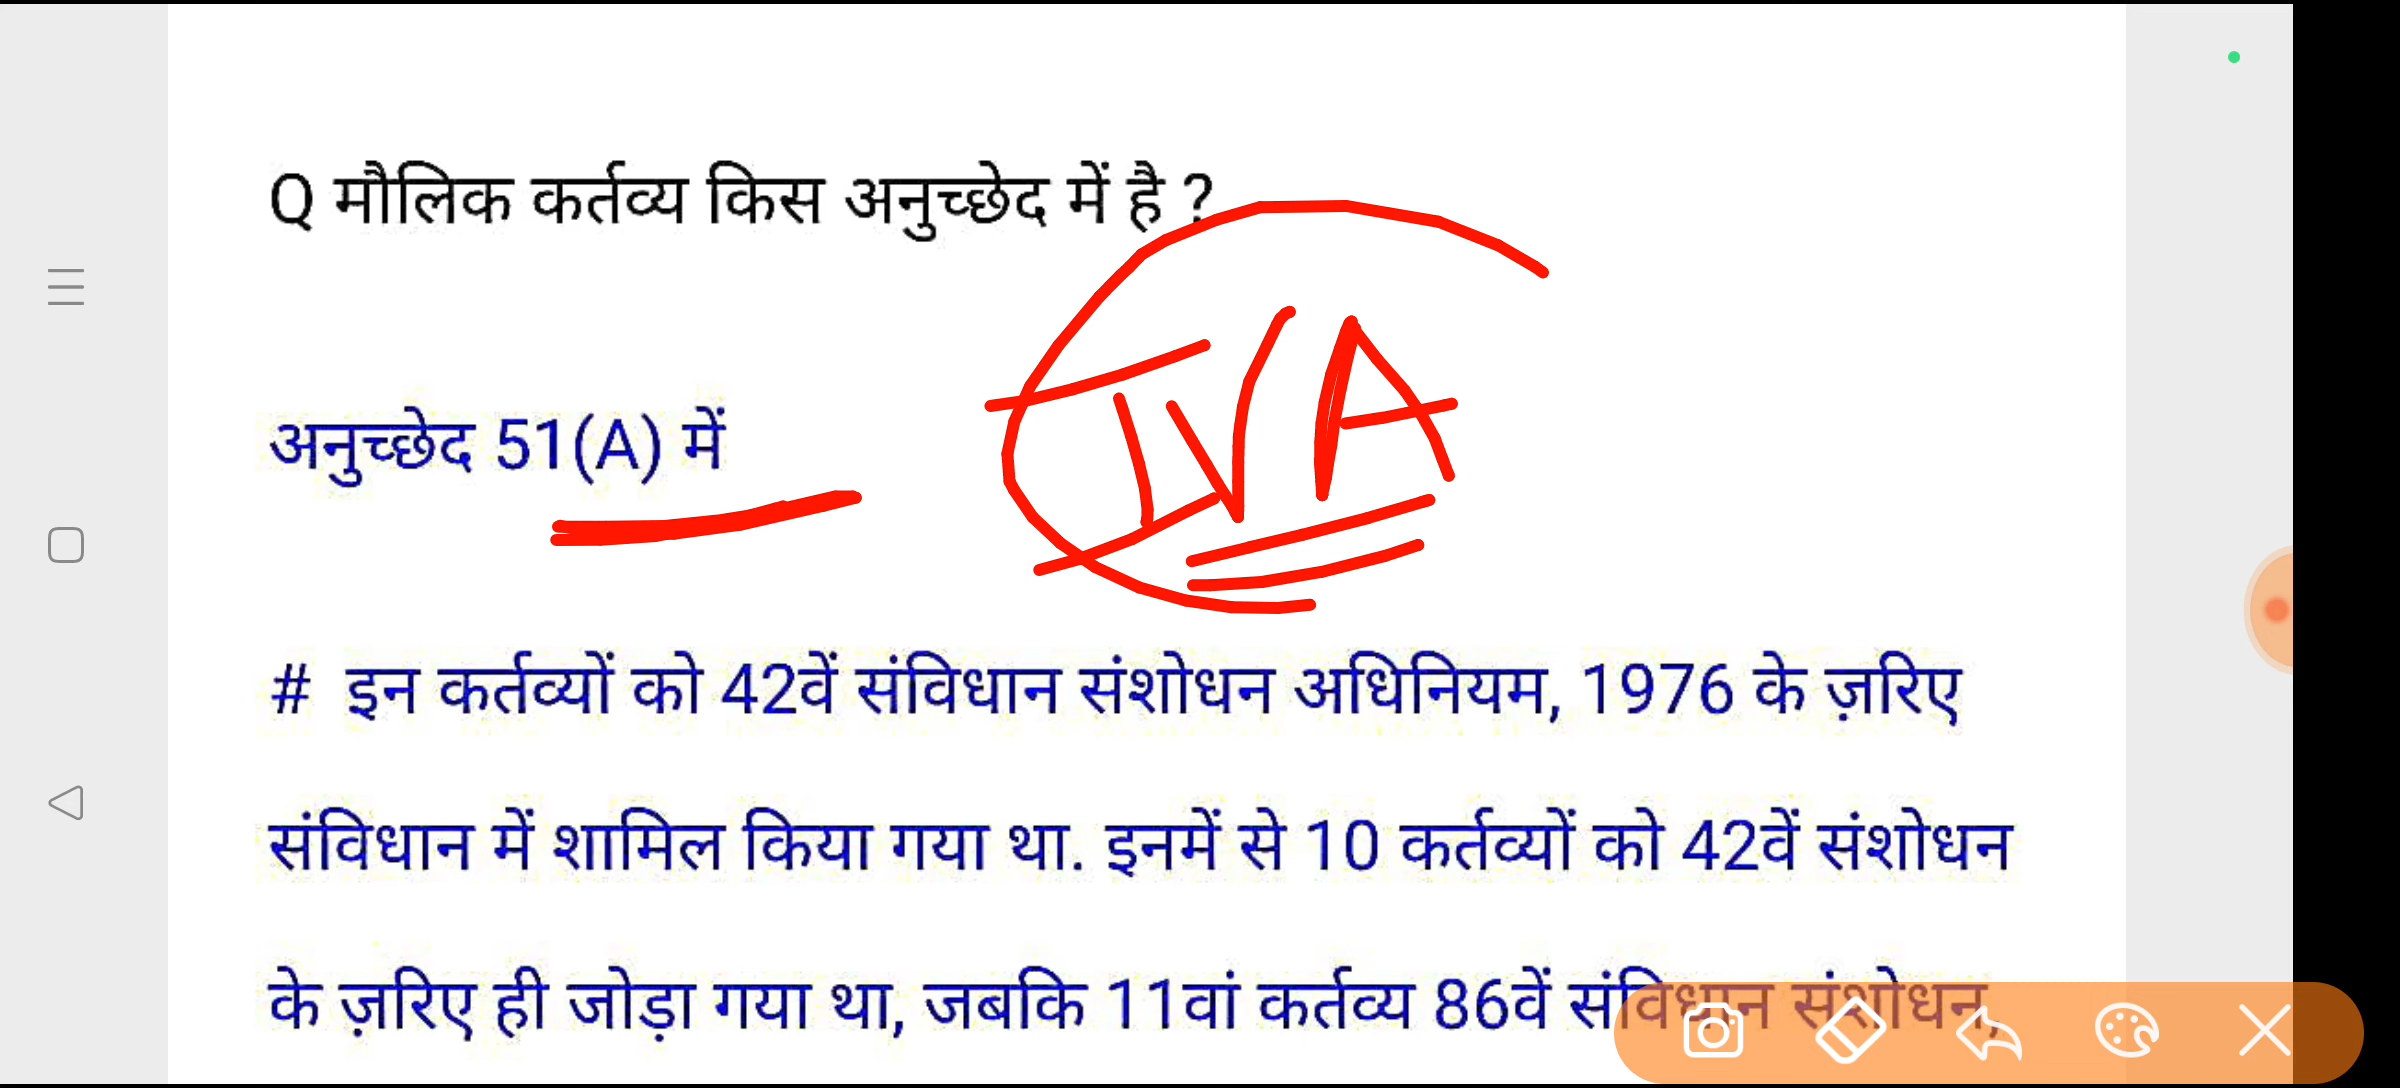 Q मौलिक कर्तव्य किस अनुच्छेद में है ?
IVA
अनुच्छेद 51(A) में
# इन कर्तव्यों को 42वें संविधान संशोधन अधिनियम, 1976 के ज़रिए
संविधान में शामिल किया गया था. इनमें से 10 कर्तव्यों को 42वें संशोधन
के ज़रिए ही जोड़ा गया था, जबकि 11वां कर्तव्य 86वें संविधान संशोधन,